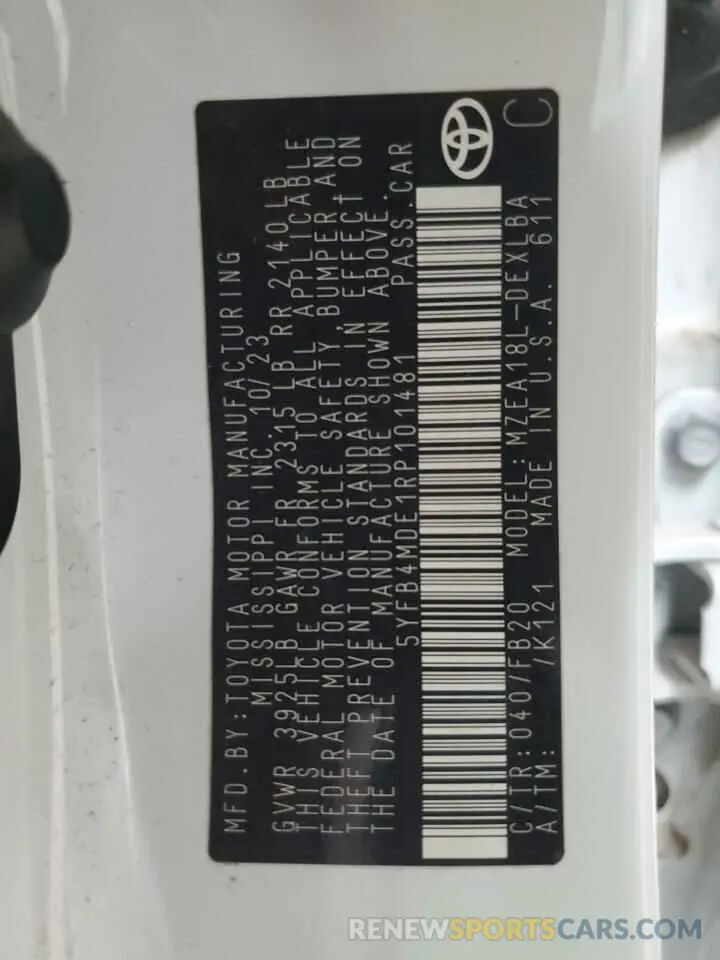 MFD.BY:TOYOTA MOTOR MANUFACTURING
MISSISSIPPI INC. 10/23
GVWR 3925LB GAWR FR 2315 LB RR 2140 LB
THIS VEHICLE CONFORMS TO ALL APPLICABLE
FEDERAL MOTOR VEHICLE SAFETY, BUMPER, AND
THEFT PREVENTION STANDARDS IN EFFECT ON
THE DATE OF MANUFACTURE SHOWN ABOVE.
5YFB4MDE1RP101481 PASS.CAR
C/TR:040/FB20 MODEL:MZEA18L-DEXLBA C
A/TM: /K121 MADE IN U.S.A. 611
RENEWSPORTSCARS.COM